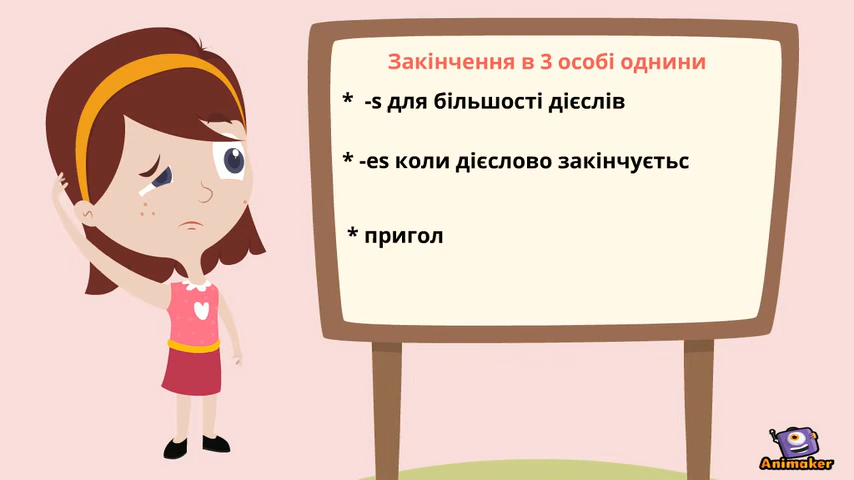 Закінчення в 3 особі однини
* -s для більшості дієслів
* -es коли дієслово закінчуєтьс
* пригол
Animaker